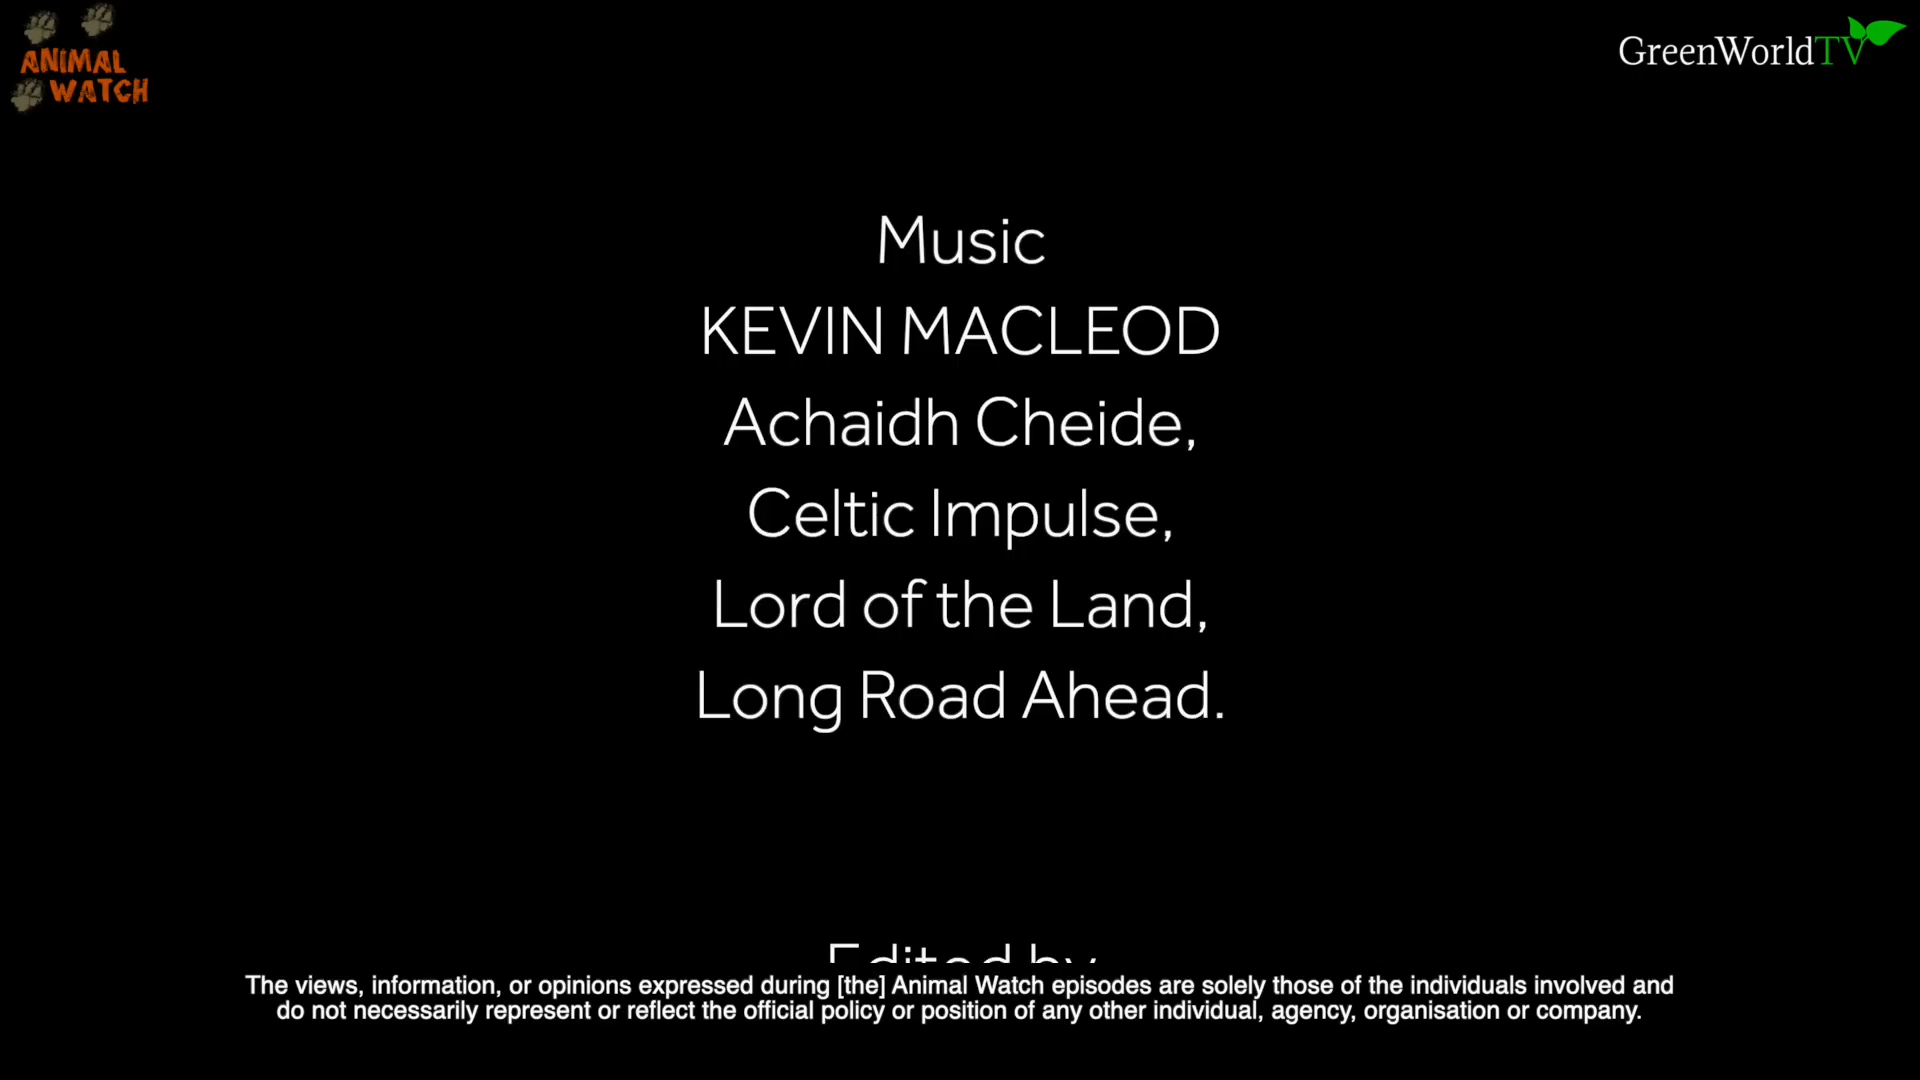 ANIMAL
WATCH
GreenWorldTV
Music
KEVIN MACLEOD
Achaidh Cheide,
Celtic Impulse,
Lord of the Land,
Long Road Ahead.
Edited by
The views, information, or opinions expressed during [the] Animal Watch episodes are solely those of the individuals involved and
do not necessarily represent or reflect the official policy or position of any other individual, agency, organisation or company.